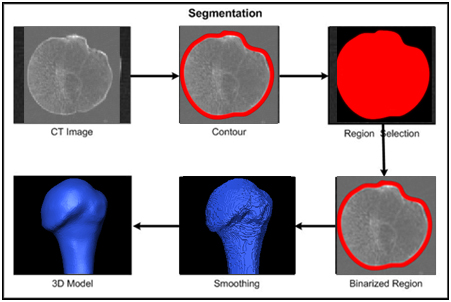 Segmentation
CT Image
Contour
Region Selection
3D Model
Smoothing
Binarized Region